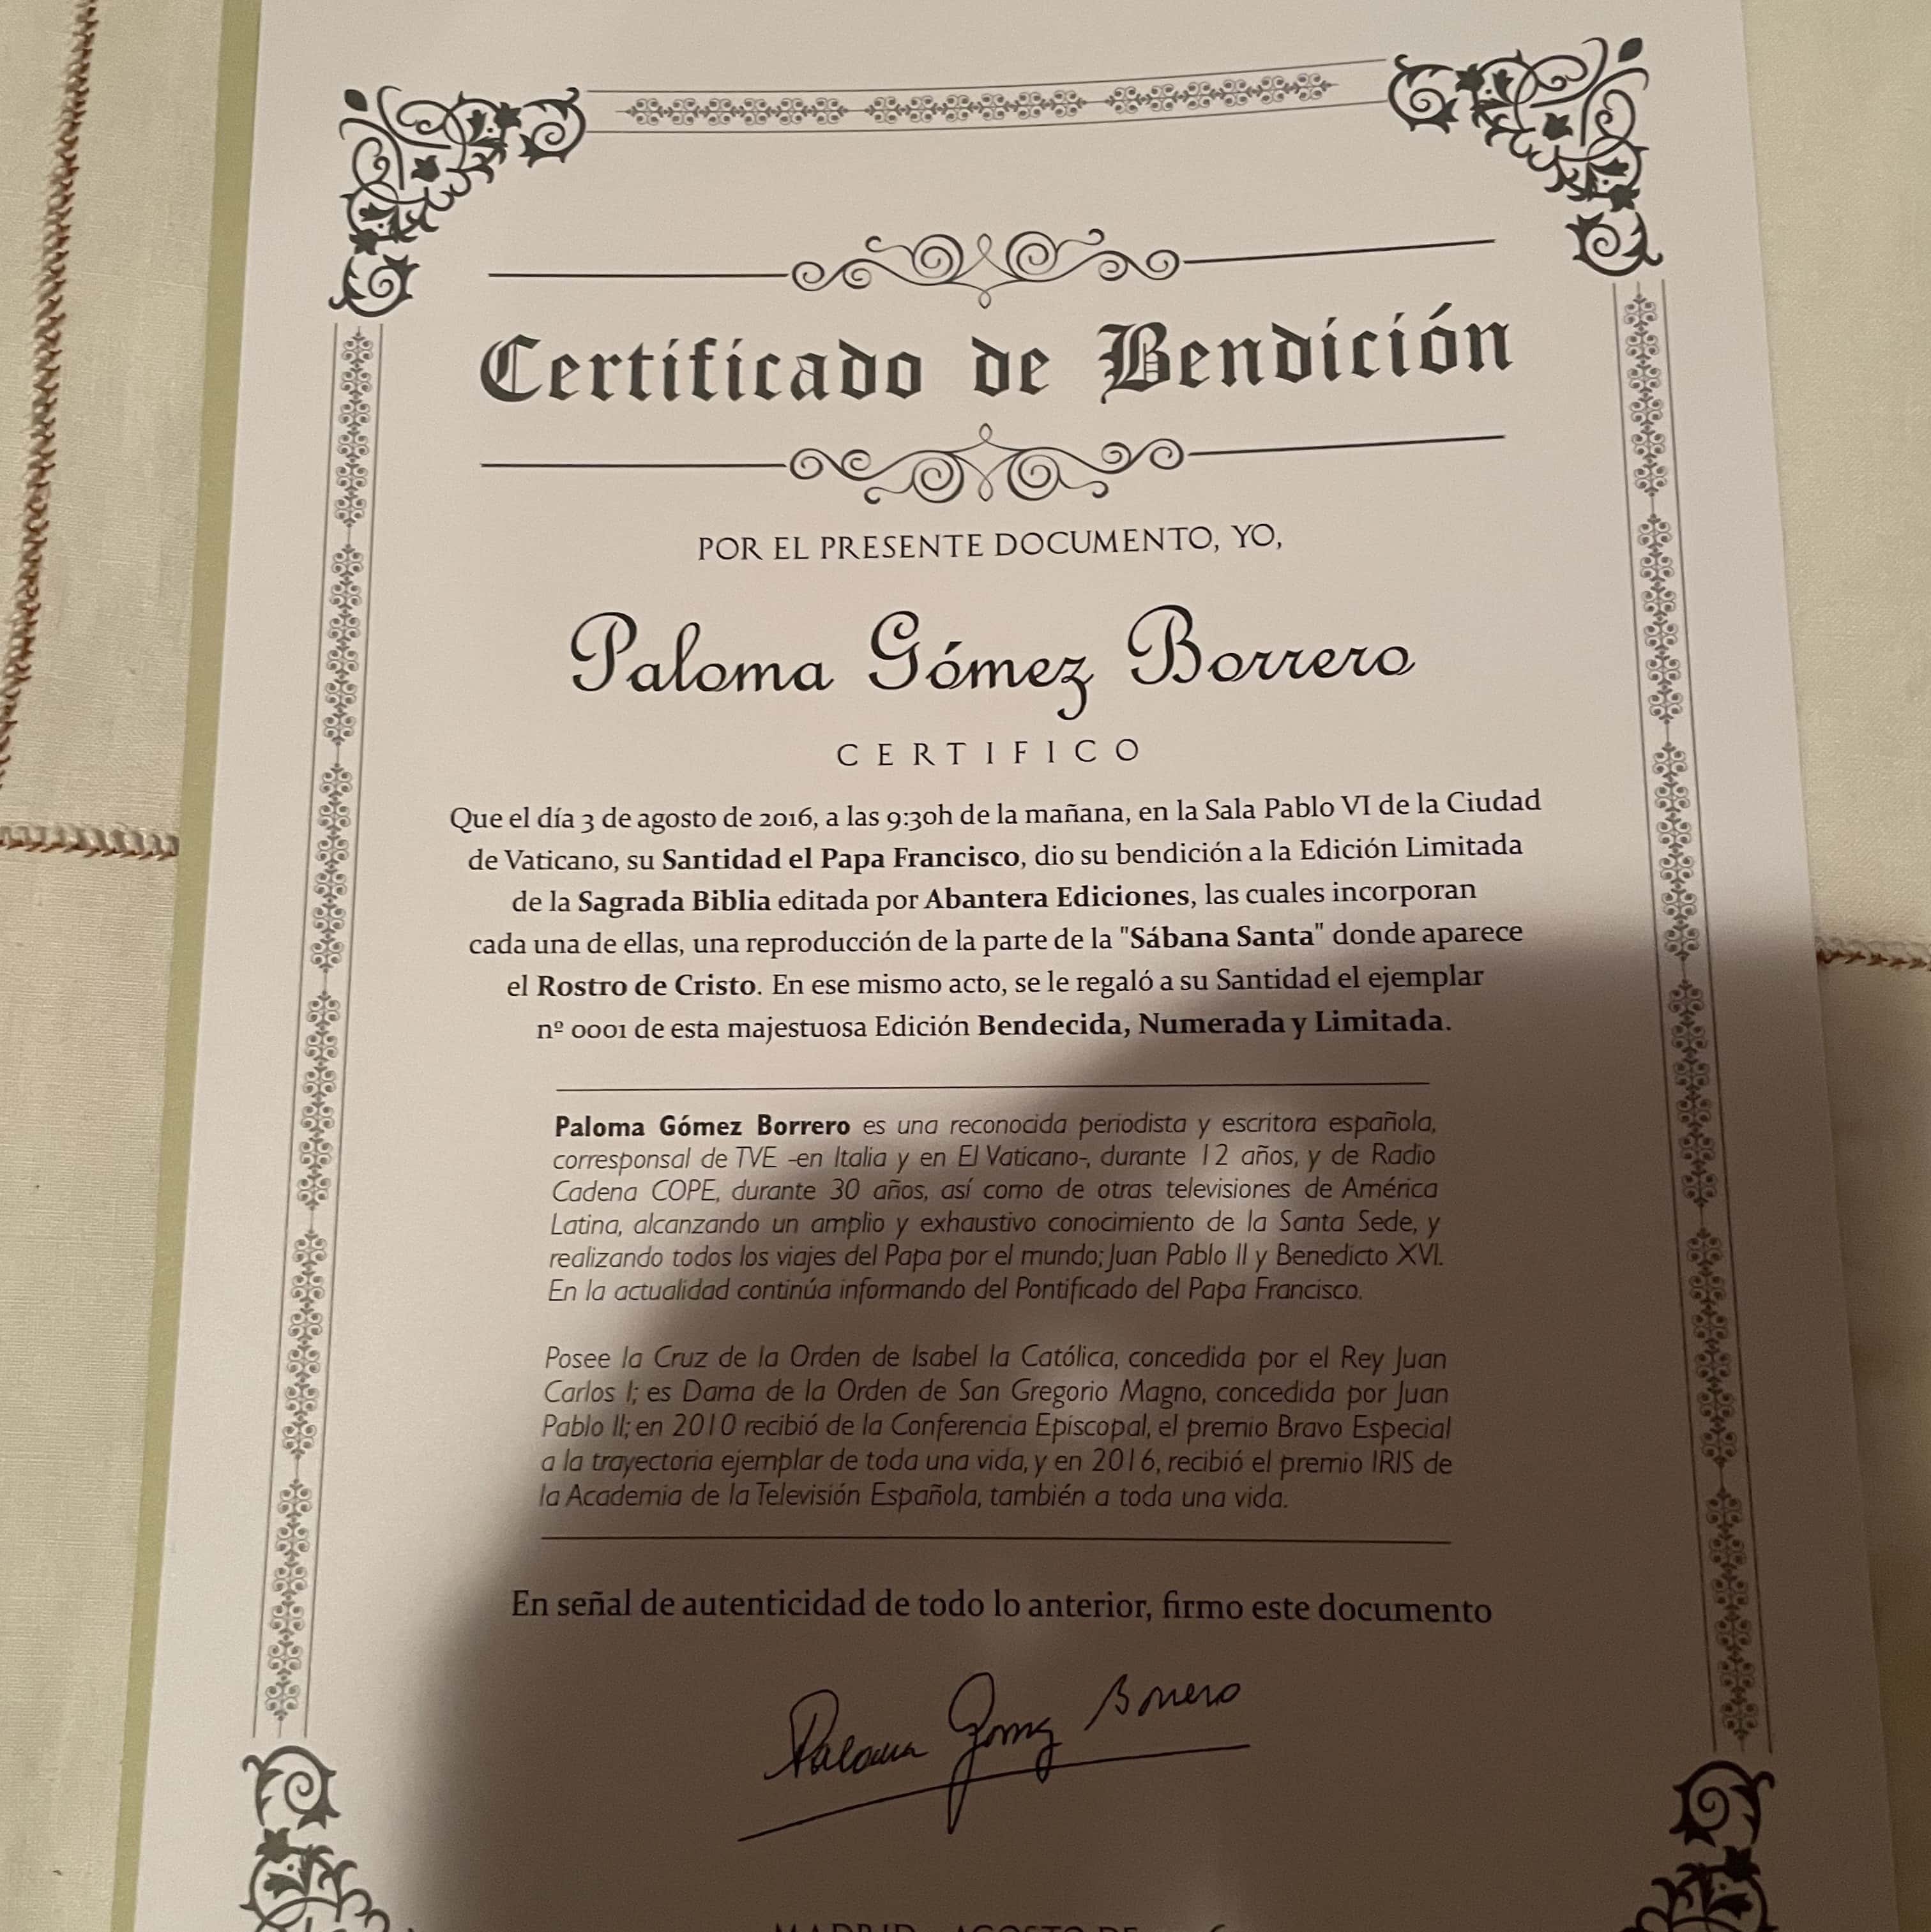 Certificado de Bendición
POR EL PRESENTE DOCUMENTO, YO,
Paloma Gómez Borrero
CERTIFICO
Que el día 3 de agosto de 2016, a las 9:30h de la mañana, en la Sala Pablo VI de la Ciudad
de Vaticano, su Santidad el Papa Francisco, dio su bendición a la Edición Limitada
de la Sagrada Biblia editada por Abantera Ediciones, las cuales incorporan
cada una de ellas, una reproducción de la parte de la "Sábana Santa" donde aparece
el Rostro de Cristo. En ese mismo acto, se le regaló a su Santidad el ejemplar
nº 0001 de esta majestuosa Edición Bendecida, Numerada y Limitada.
Paloma Gómez Borrero es una reconocida periodista y escritora española,
corresponsal de TVE -en Italia y en El Vaticano-, durante 12 años, y de Radio
Cadena COPE, durante 30 años, así como de otras televisiones de América
Latina, alcanzando un amplio y exhaustivo conocimiento de la Santa Sede, y
realizando todos los viajes del Papa por el mundo; Juan Pablo II y Benedicto XVI.
En la actualidad continúa informando del Pontificado del Papa Francisco.
Posee la Cruz de la Orden de Isabel la Católica, concedida por el Rey Juan
Carlos I; es Dama de la Orden de San Gregorio Magno, concedida por Juan
Pablo II; en 2010 recibió de la Conferencia Episcopal, el premio Bravo Especial
a la trayectoria ejemplar de toda una vida, y en 2016, recibió el premio IRIS de
la Academia de la Televisión Española, también a toda una vida.
En señal de autenticidad de todo lo anterior, firmo este documento
Paloma Gómez Borrero
MADRID, AGOSTO DE